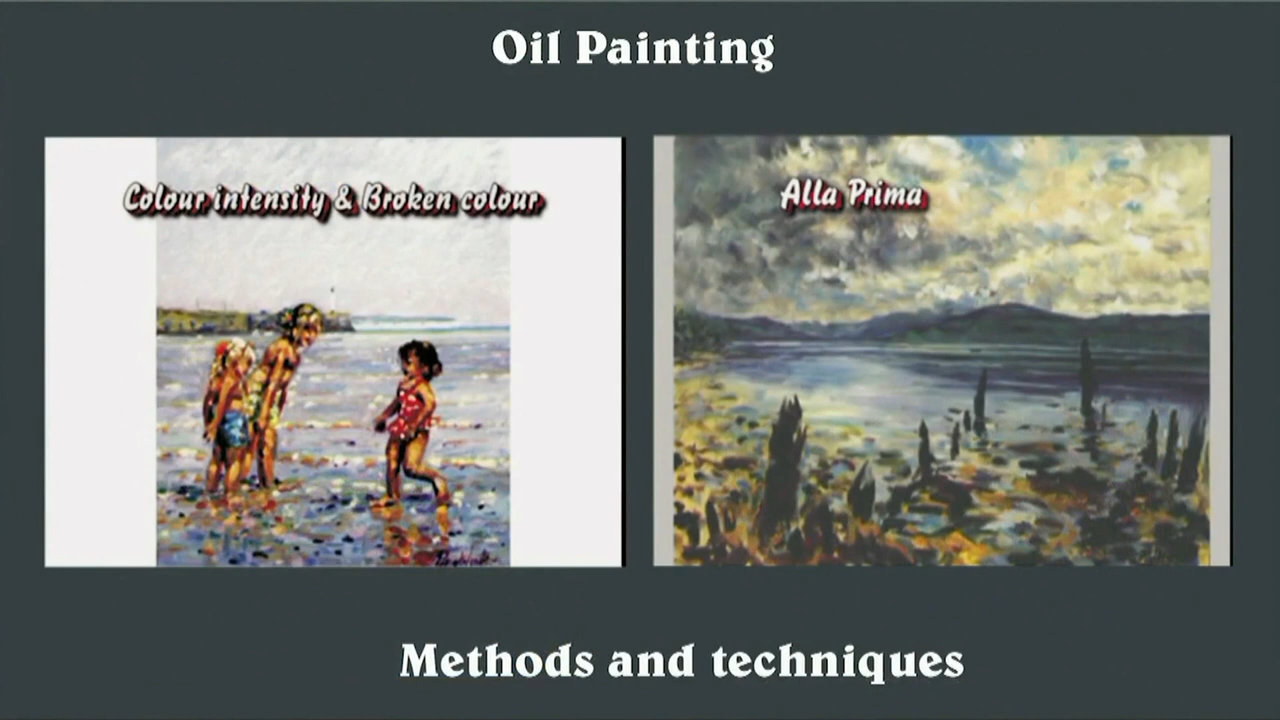 Oil Painting
Colour intensity & Broken colour
Alla Prima
Methods and techniques